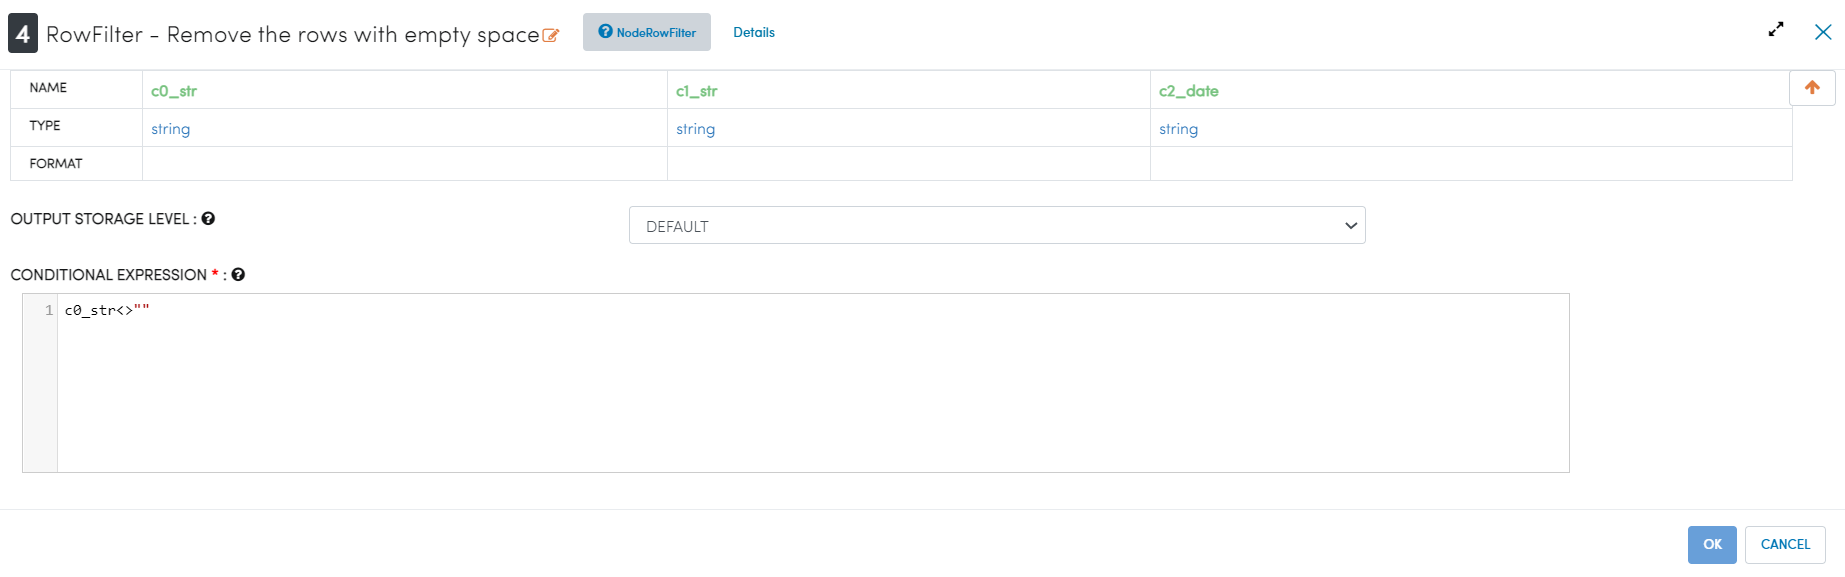 4 RowFilter - Remove the rows with empty space NodeRowFilter Details
NAME c0_str c1_str c2_date
TYPE string string string
FORMAT
OUTPUT STORAGE LEVEL : DEFAULT
CONDITIONAL EXPRESSION * :
1 c0_str<>""
OK CANCEL